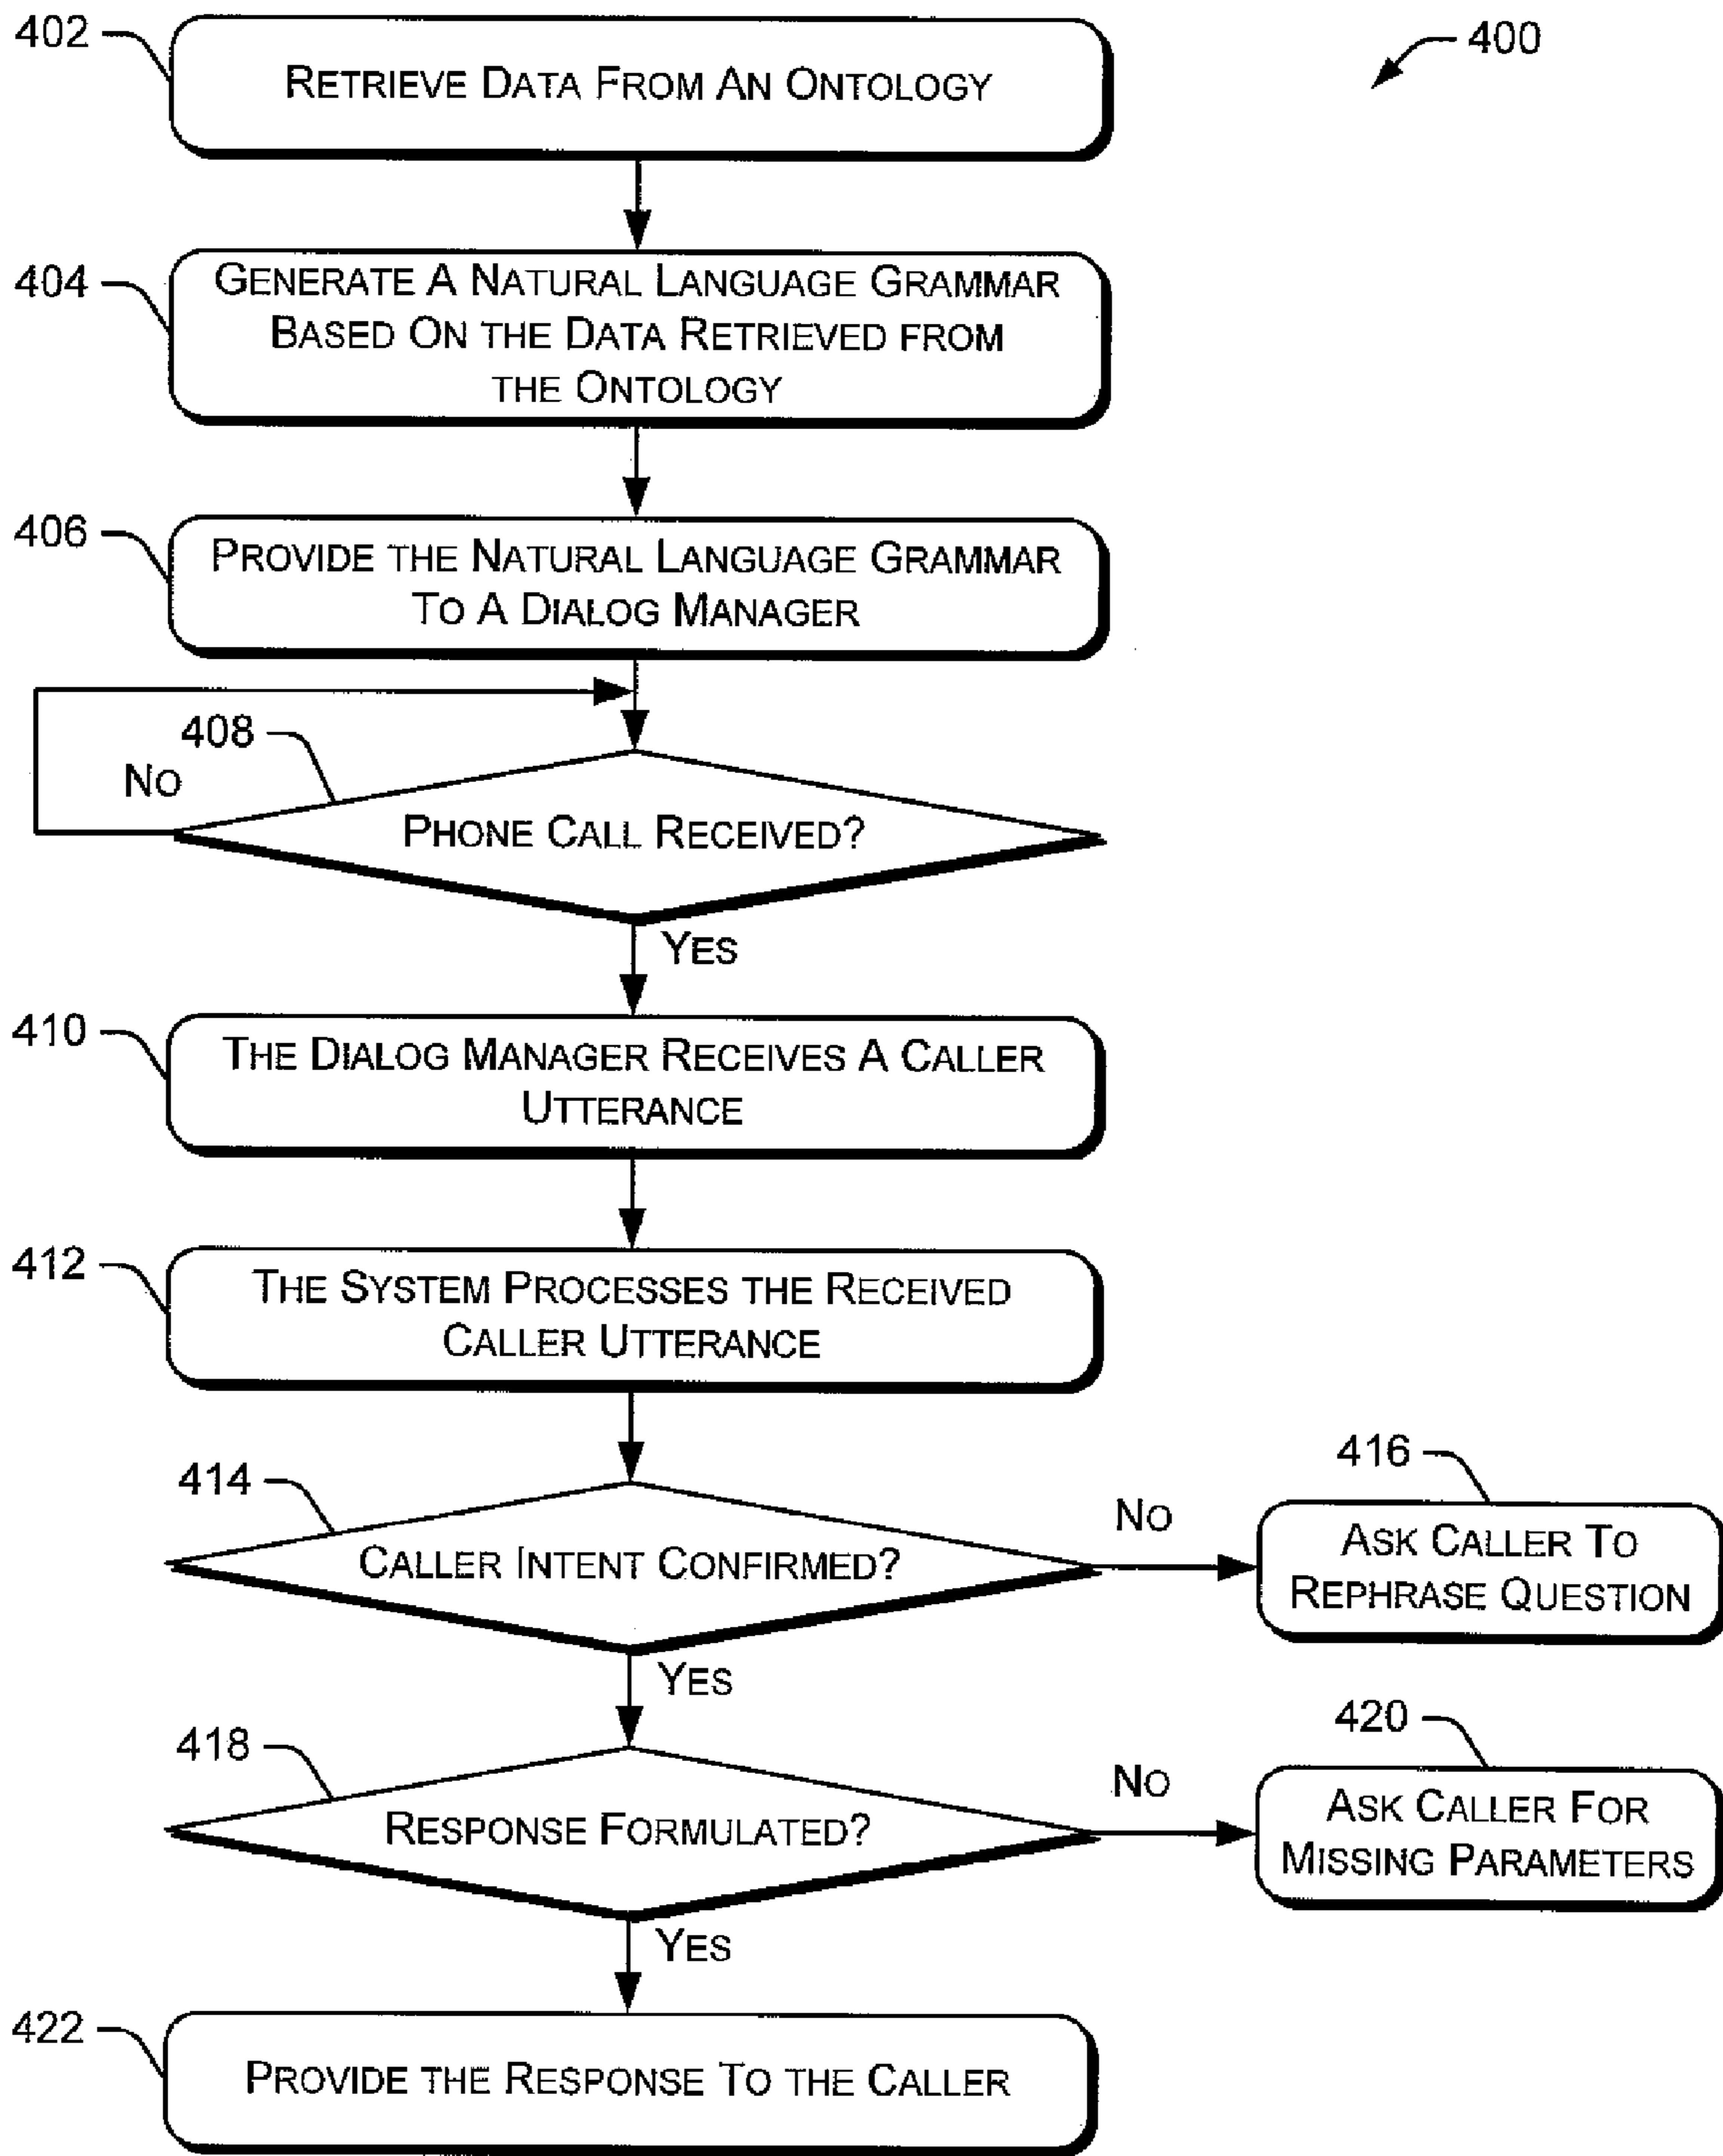 402
RETRIEVE DATA FROM AN ONTOLOGY
400
404
GENERATE A NATURAL LANGUAGE GRAMMAR
BASED ON THE DATA RETRIEVED FROM
THE ONTOLOGY
406
PROVIDE THE NATURAL LANGUAGE GRAMMAR
TO A DIALOG MANAGER
408
NO
PHONE CALL RECEIVED?
YES
410
THE DIALOG MANAGER RECEIVES A CALLER
UTTERANCE
412
THE SYSTEM PROCESSES THE RECEIVED
CALLER UTTERANCE
414
CALLER INTENT CONFIRMED?
NO
416
ASK CALLER TO
REPHRASE QUESTION
YES
418
RESPONSE FORMULATED?
NO
420
ASK CALLER FOR
MISSING PARAMETERS
YES
422
PROVIDE THE RESPONSE TO THE CALLER